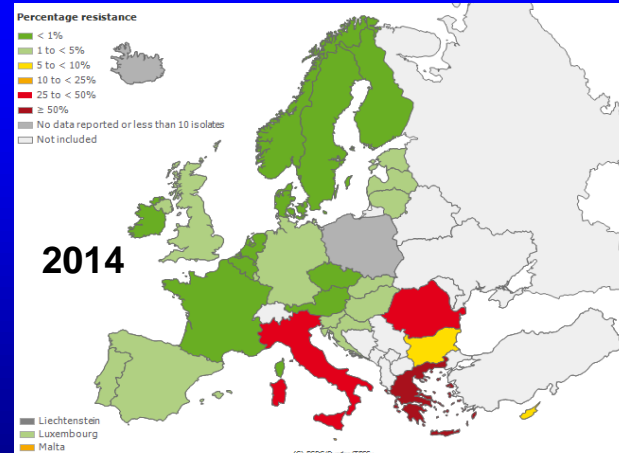 Percentage resistance
< 1%
1 to < 5%
5 to < 10%
10 to < 25%
25 to < 50%
≥ 50%
No data reported or less than 10 isolates
Not included
2014
Liechtenstein
Luxembourg
Malta